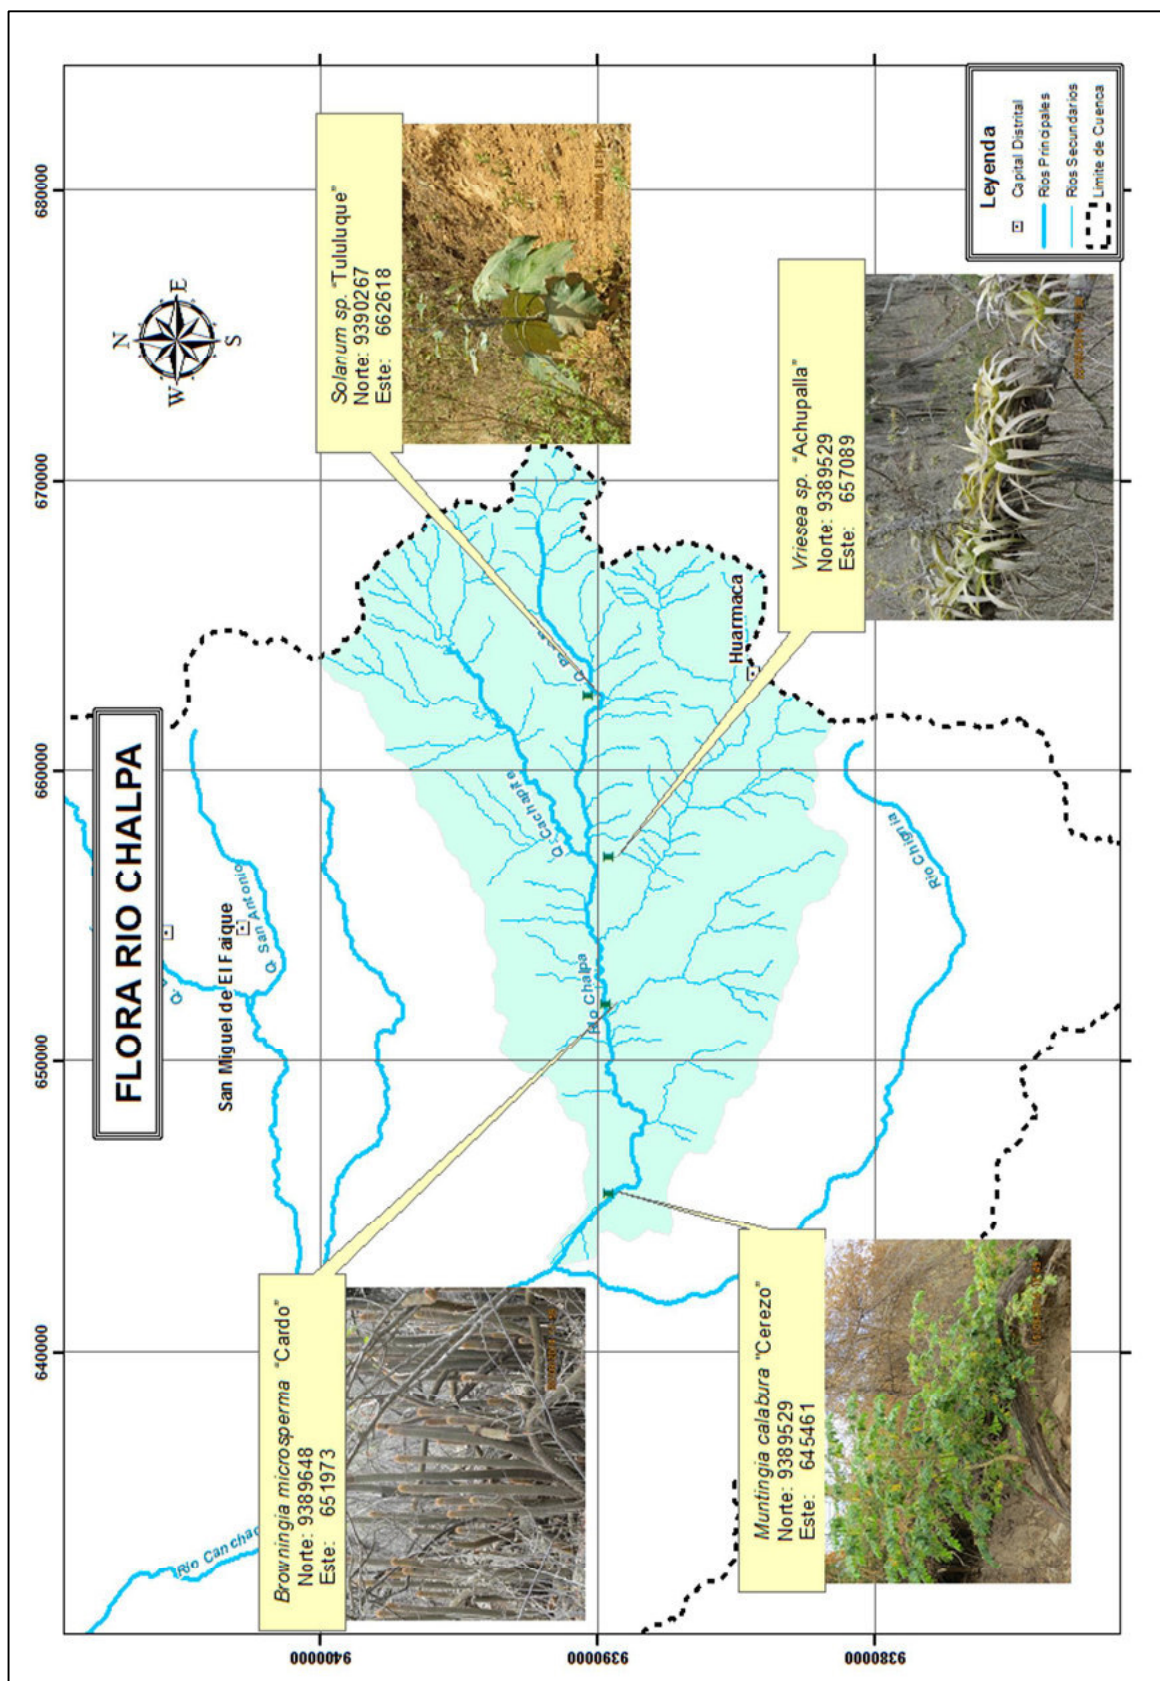 FLORA RIO CHALPA
640000
650000
660000
670000
680000
9400000
9390000
9380000
N
W
E
S
Q.
San Miguel de El Faique
Q. San Antonio
Rio Canchac
Q. Cachapite
Rio Chalpa
Huarmaca
Rio Chignia
Browningia microsperma "Cardo"
Norte: 9389648
Este: 651973
Solanum sp. "Tululuque"
Norte: 9390267
Este: 662618
Muntingia calabura "Cerezo"
Norte: 9389529
Este: 645461
Vriesea sp. "Achupalla"
Norte: 9389529
Este: 657089
Leyenda
Capital Distrital
Rios Principales
Rios Secundarios
Limite de Cuenca